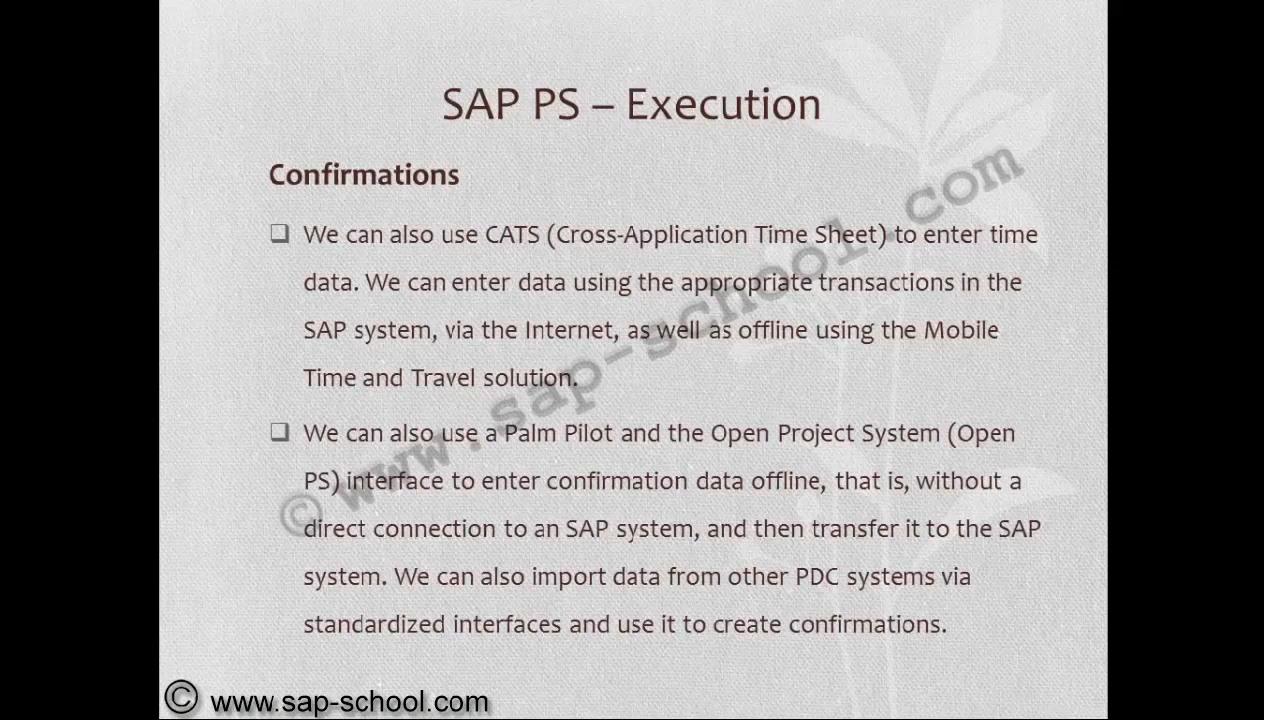 SAP PS – Execution
Confirmations
We can also use CATS (Cross-Application Time Sheet) to enter time
data. We can enter data using the appropriate transactions in the
SAP system, via the Internet, as well as offline using the Mobile
Time and Travel solution.
We can also use a Palm Pilot and the Open Project System (Open
PS) interface to enter confirmation data offline, that is, without a
direct connection to an SAP system, and then transfer it to the SAP
system. We can also import data from other PDC systems via
standardized interfaces and use it to create confirmations.
© www.sap-school.com
© www.sap-school.com